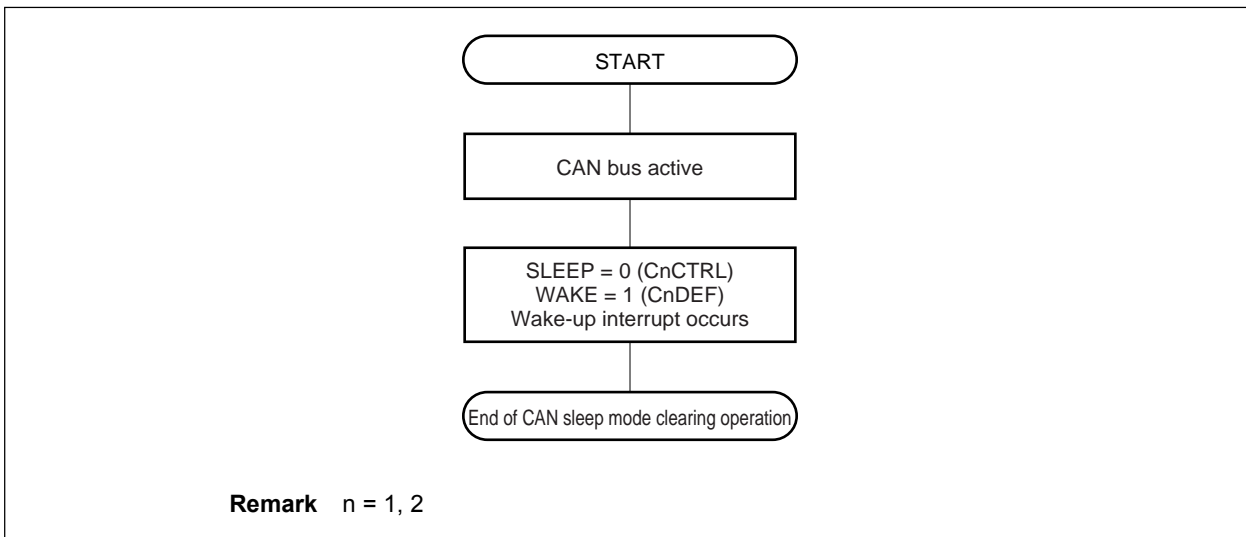 START
CAN bus active
SLEEP = 0 (CnCTRL)
WAKE = 1 (CnDEF)
Wake-up interrupt occurs
End of CAN sleep mode clearing operation
Remark n = 1, 2